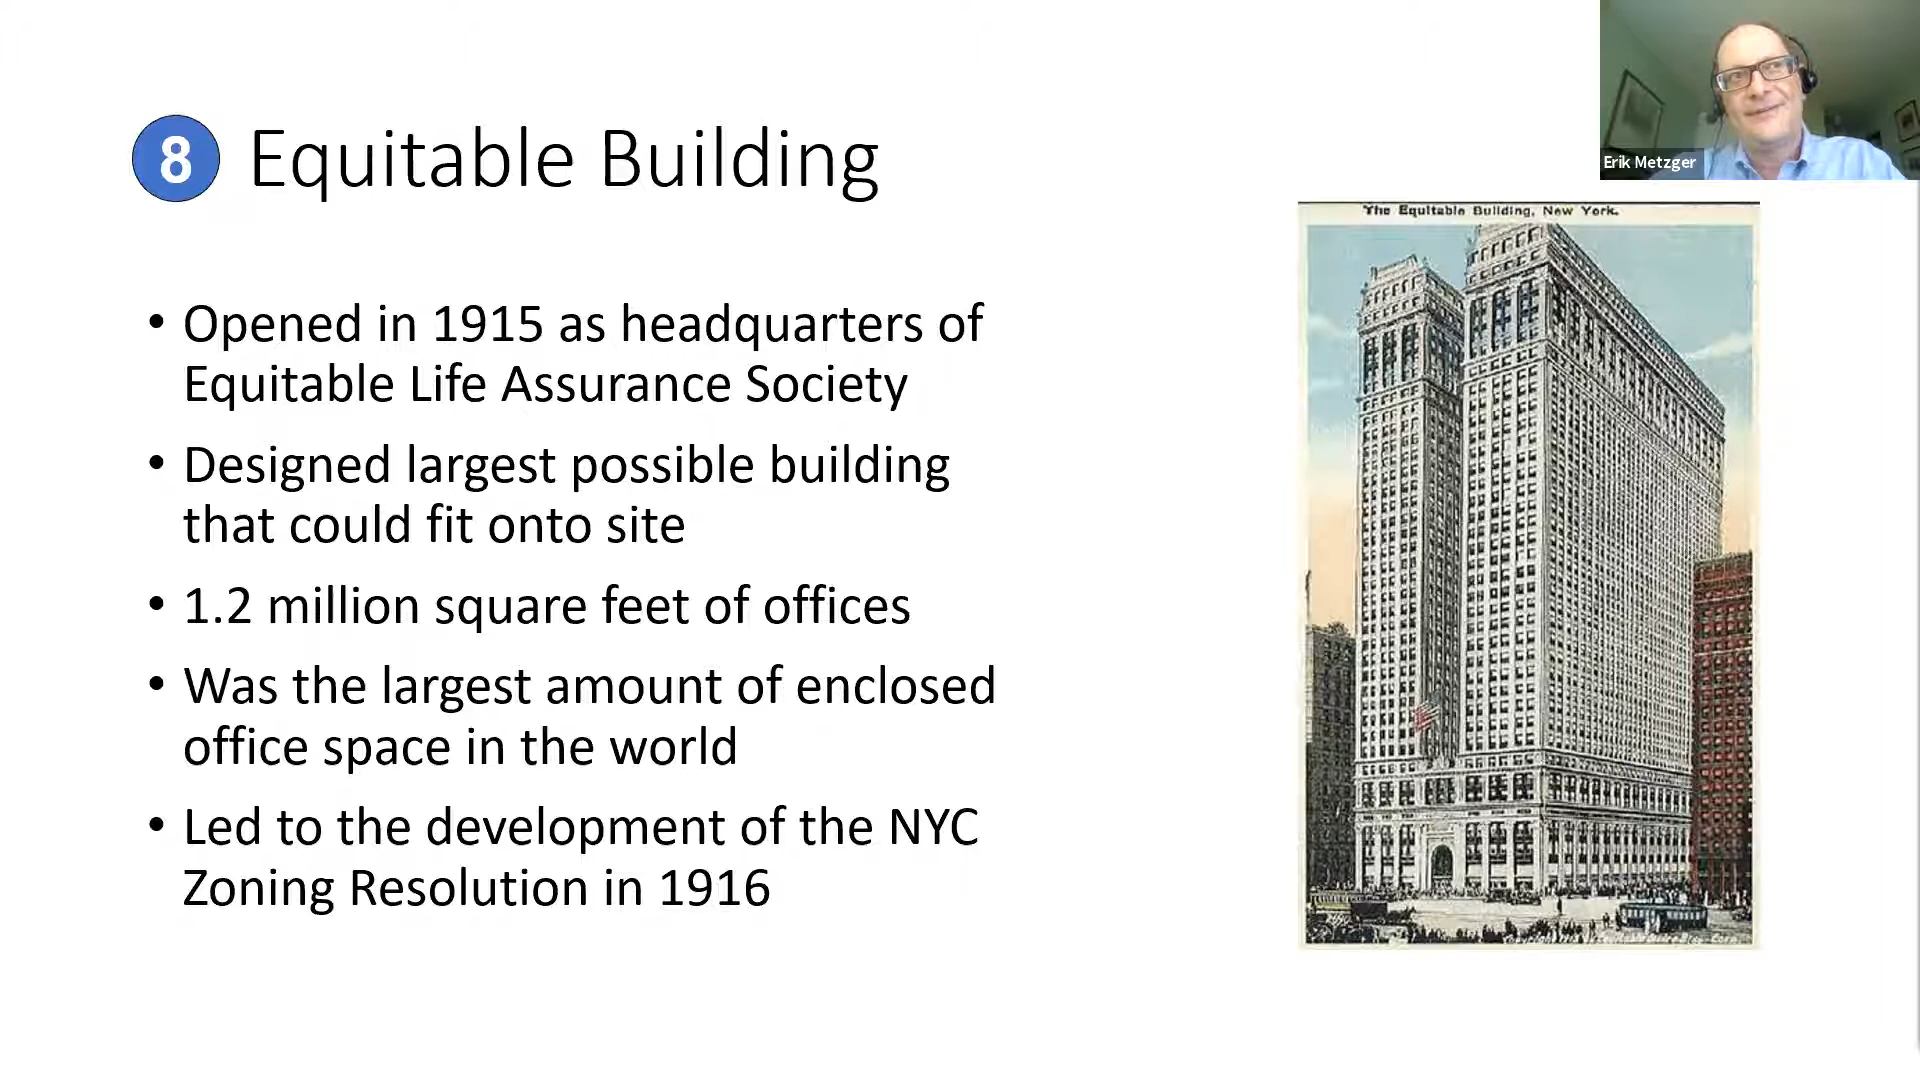 Erik Metzger
8 Equitable Building
The Equitable Building, New York.
• Opened in 1915 as headquarters of
Equitable Life Assurance Society
• Designed largest possible building
that could fit onto site
• 1.2 million square feet of offices
• Was the largest amount of enclosed
office space in the world
• Led to the development of the NYC
Zoning Resolution in 1916